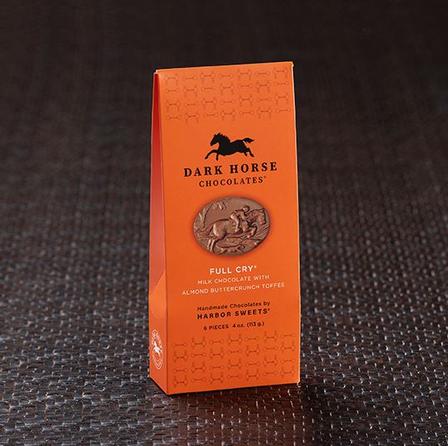 DARK HORSE
CHOCOLATES®
FULL CRY®
MILK CHOCOLATE WITH
ALMOND BUTTERCRUNCH TOFFEE
Handmade Chocolates by
HARBOR SWEETS®
6 PIECES 4 oz. (113 g.)